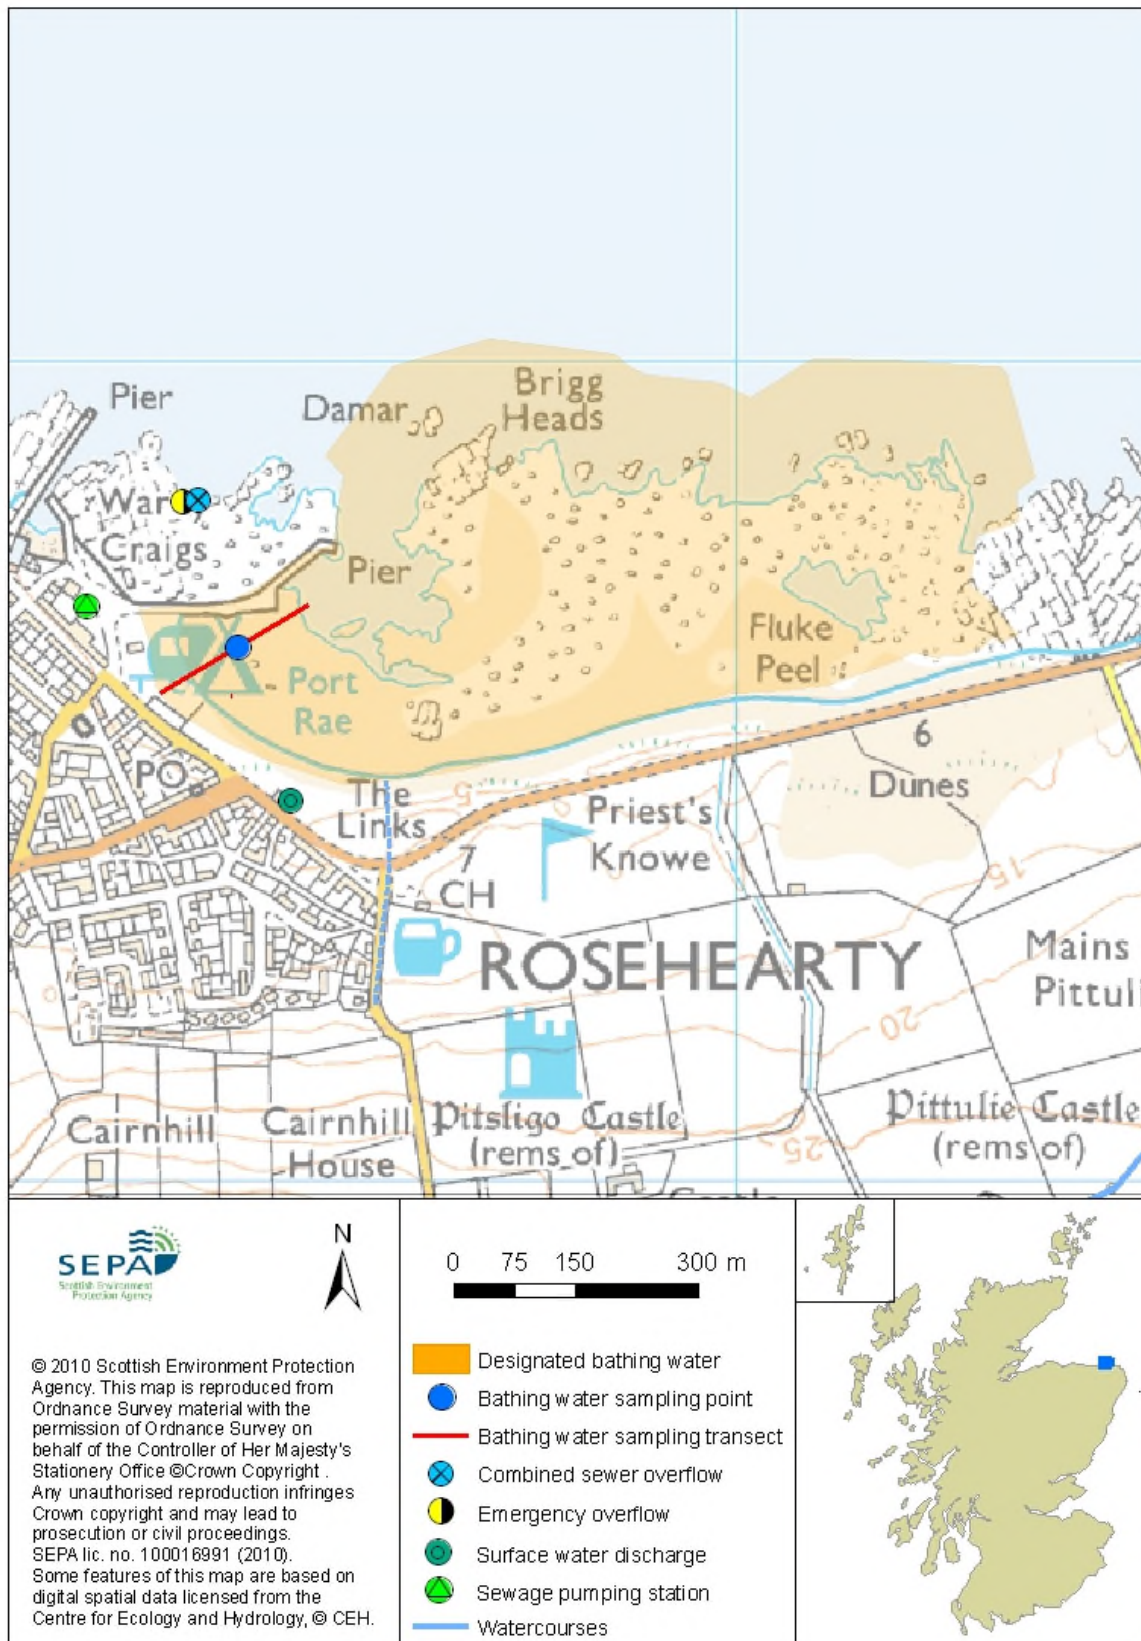 Pier
Damar
Brigg
Heads
War
Craigs
Pier
Fluke
Peel
Port
Rae
6
PO
The
Links
5
Dunes
Priest's
Knowe
7
CH
15
ROSEHEARTY
Mains
Pittuli
20
Cairnhill
Cairnhill
House
Pitsligo Castle
(rems of)
25
Pittulie Castle
(rems of)
SEPA
Scottish Environment
Protection Agency
N
© 2010 Scottish Environment Protection
Agency. This map is reproduced from
Ordnance Survey material with the
permission of Ordnance Survey on
behalf of the Controller of Her Majesty's
Stationery Office ©Crown Copyright .
Any unauthorised reproduction infringes
Crown copyright and may lead to
prosecution or civil proceedings.
SEPA lic. no. 100016991 (2010).
Some features of this map are based on
digital spatial data licensed from the
Centre for Ecology and Hydrology, © CEH.
0 75 150 300 m
Designated bathing water
Bathing water sampling point
Bathing water sampling transect
Combined sewer overflow
Emergency overflow
Surface water discharge
Sewage pumping station
Watercourses